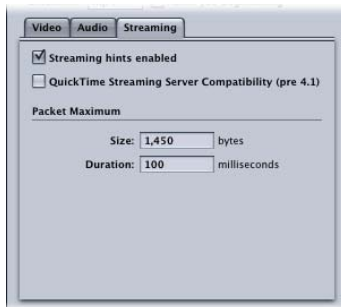 Video Audio Streaming
Streaming hints enabled
QuickTime Streaming Server Compatibility (pre 4.1)
Packet Maximum
Size: 1,450 bytes
Duration: 100 milliseconds